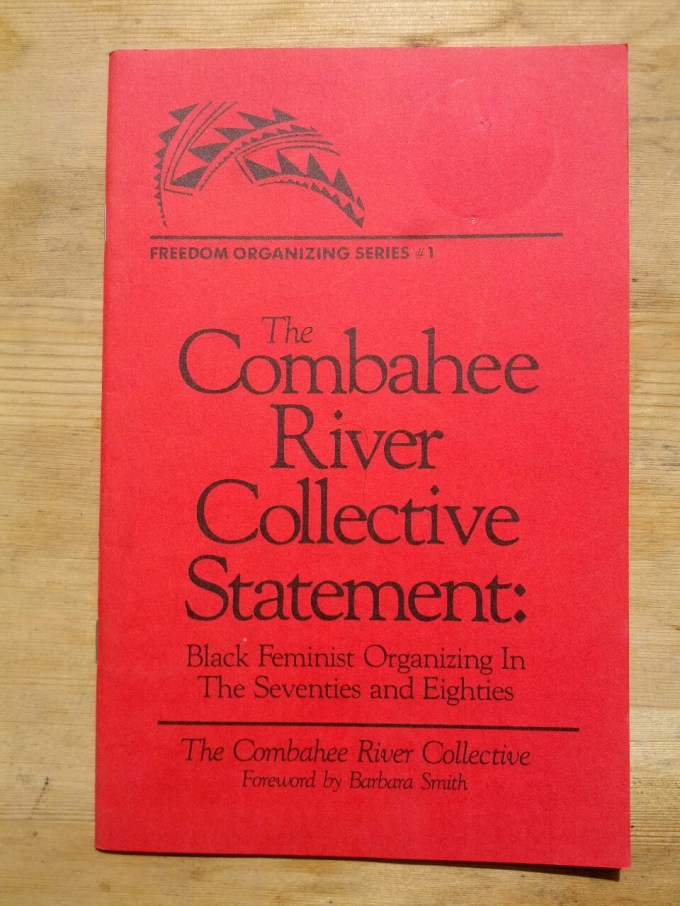 FREEDOM ORGANIZING SERIES #1
The
Combahee
River
Collective
Statement:
Black Feminist Organizing In
The Seventies and Eighties
The Combahee River Collective
Foreword by Barbara Smith